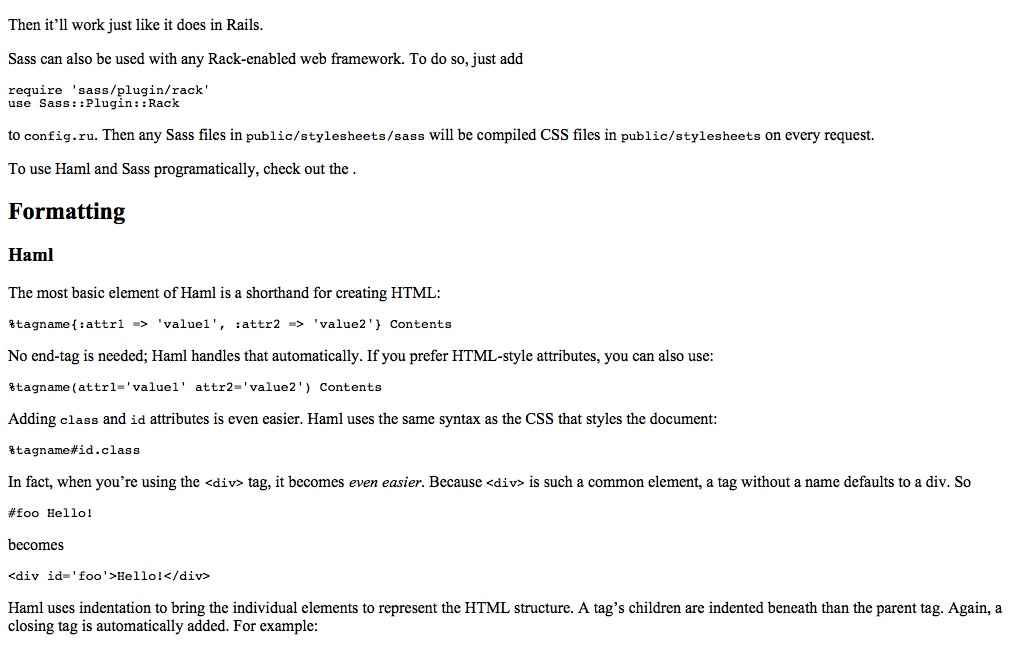 Then it’ll work just like it does in Rails.
Sass can also be used with any Rack-enabled web framework. To do so, just add
require 'sass/plugin/rack'
use Sass::Plugin::Rack
to config.ru. Then any Sass files in public/stylesheets/sass will be compiled CSS files in public/stylesheets on every request.
To use Haml and Sass programatically, check out the .
Formatting
Haml
The most basic element of Haml is a shorthand for creating HTML:
%tagname{:attr1 => 'value1', :attr2 => 'value2'} Contents
No end-tag is needed; Haml handles that automatically. If you prefer HTML-style attributes, you can also use:
%tagname(attr1='value1' attr2='value2') Contents
Adding class and id attributes is even easier. Haml uses the same syntax as the CSS that styles the document:
%tagname#id.class
In fact, when you’re using the <div> tag, it becomes even easier. Because <div> is such a common element, a tag without a name defaults to a div. So
#foo Hello!
becomes
<div id='foo'>Hello!</div>
Haml uses indentation to bring the individual elements to represent the HTML structure. A tag’s children are indented beneath than the parent tag. Again, a
closing tag is automatically added. For example: